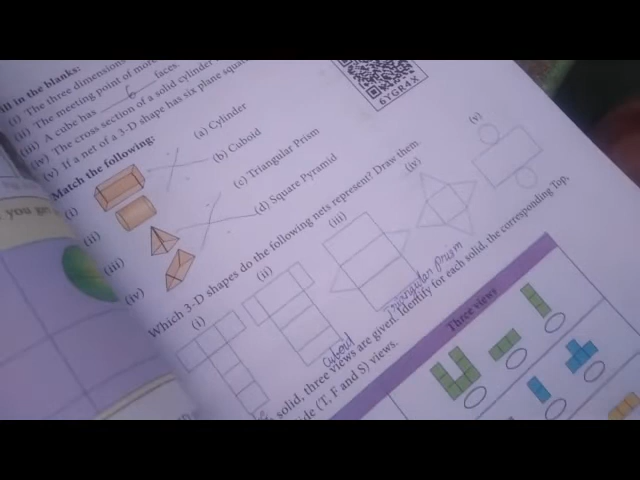 ill in the blanks:
(i) The three dimension
(ii) The meeting point of more
(iii) A cube has 6 faces.
(iv) The cross section of a solid cylinder
(v) If a net of a 3-D shape has six plane squar
6YGR4X
Match the following:
(i) (a) Cylinder
(ii) (b) Cuboid
(iii) (c) Triangular Prism
(iv) (d) Square Pyramid
Which 3-D shapes do the following nets represent? Draw them
(i) (ii) (iii) (iv) (v)
Cuboid
Triangular Prism
solid, three views are given. Identify for each solid, the corresponding Top,
ide (T, F and S) views.
Three views
you ge